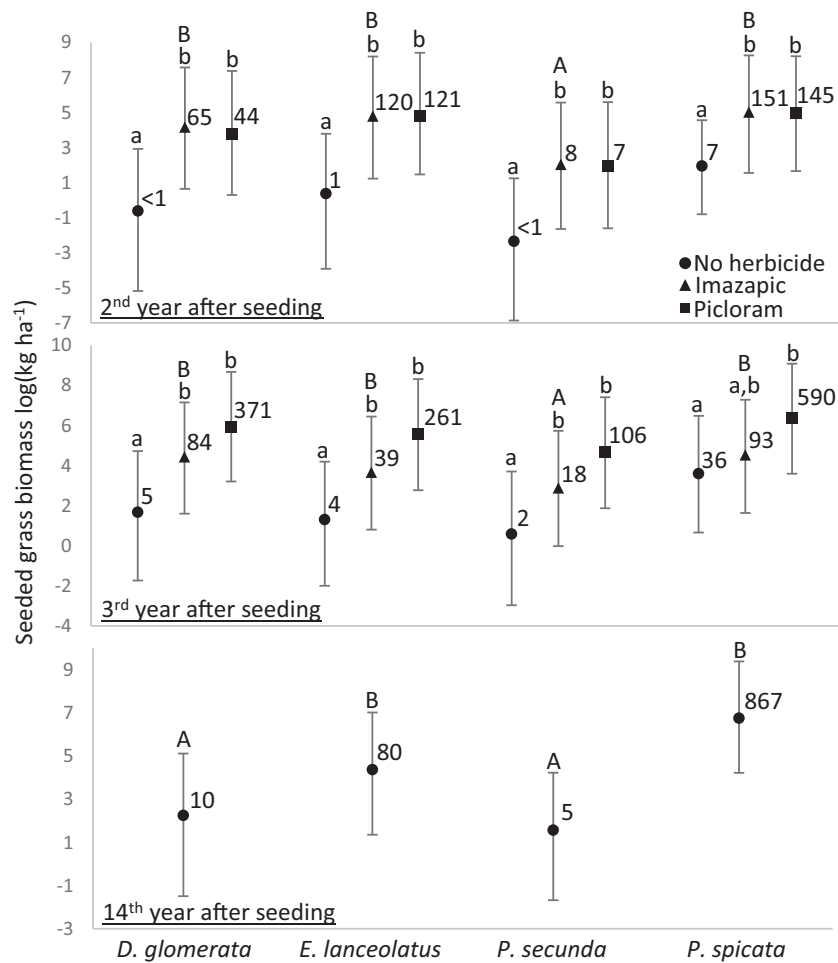 Seeded grass biomass log(kg ha⁻¹)
9
7
5
3
1
-1
-3
-5
-7
B B A B
b b b b b b b b
a a a a
<1 65 44 1 120 121 <1 8 7 7 151 145
No herbicide
Imazapic
Picloram
2nd year after seeding
10
8
6
4
2
0
-2
-4
B B A B
a b b a b b a b b a a,b b
5 84 371 4 39 261 2 18 106 36 93 590
3rd year after seeding
9
7
5
3
1
-1
-3
A B A B
10 80 5 867
14th year after seeding
D. glomerata E. lanceolatus P. secunda P. spicata